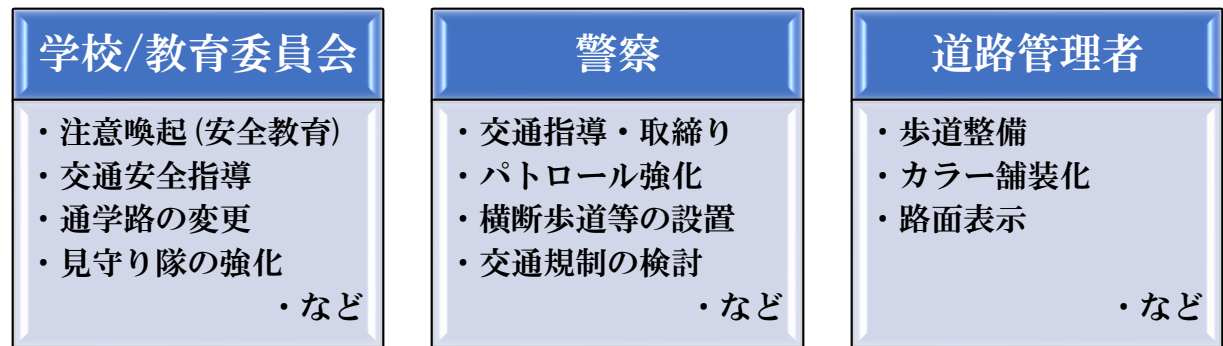 学校/教育委員会
・注意喚起(安全教育)
・交通安全指導
・通学路の変更
・見守り隊の強化
・など
警察
・交通指導・取締り
・パトロール強化
・横断歩道等の設置
・交通規制の検討
・など
道路管理者
・歩道整備
・カラー舗装化
・路面表示
・など